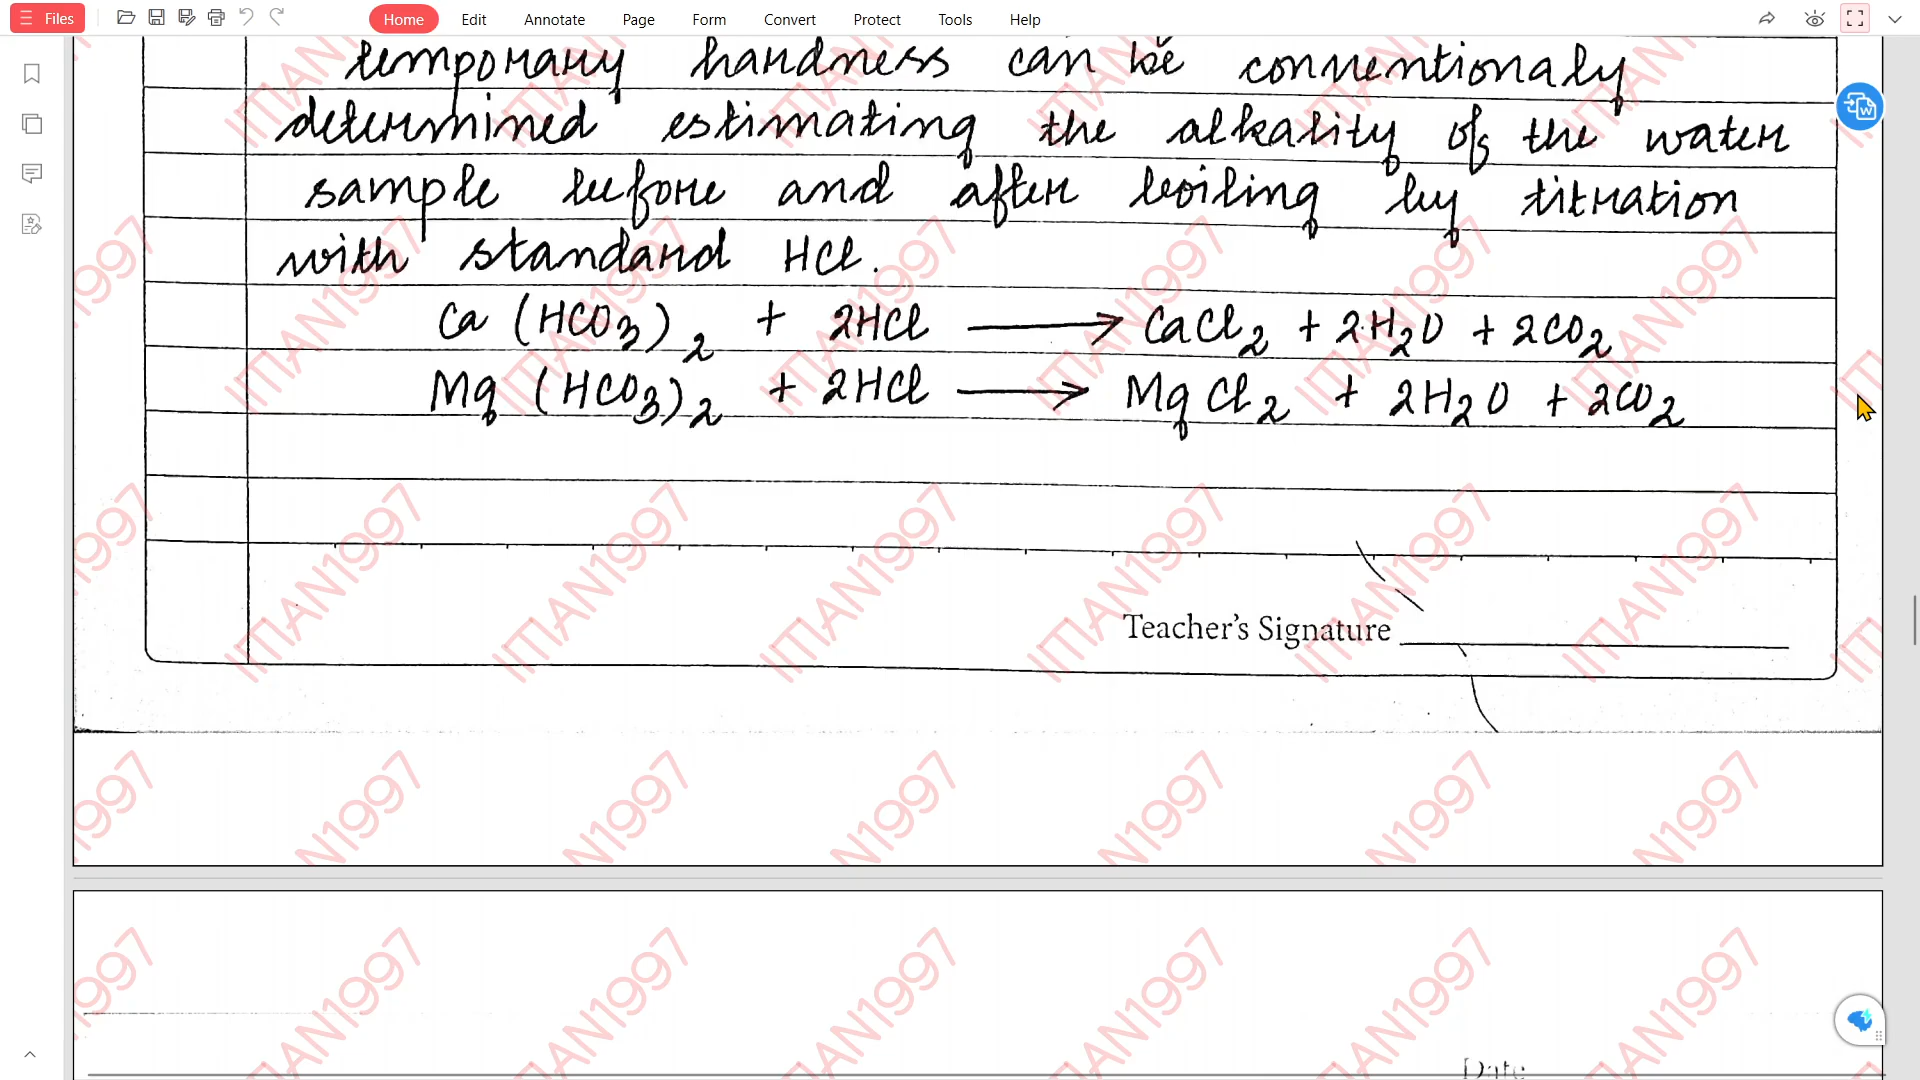 Files Home Edit Annotate Page Form Convert Protect Tools Help
temporary hardness can be conventionaly
determined estimating the alkality of the water
sample before and after boiling by titration
with standard HCl.
Ca (HCO3)2 + 2HCl ⟶ CaCl2 + 2H2O + 2CO2
Mg (HCO3)2 + 2HCl ⟶ MgCl2 + 2H2O + 2CO2
Teacher's Signature
IITIAN1997
Date